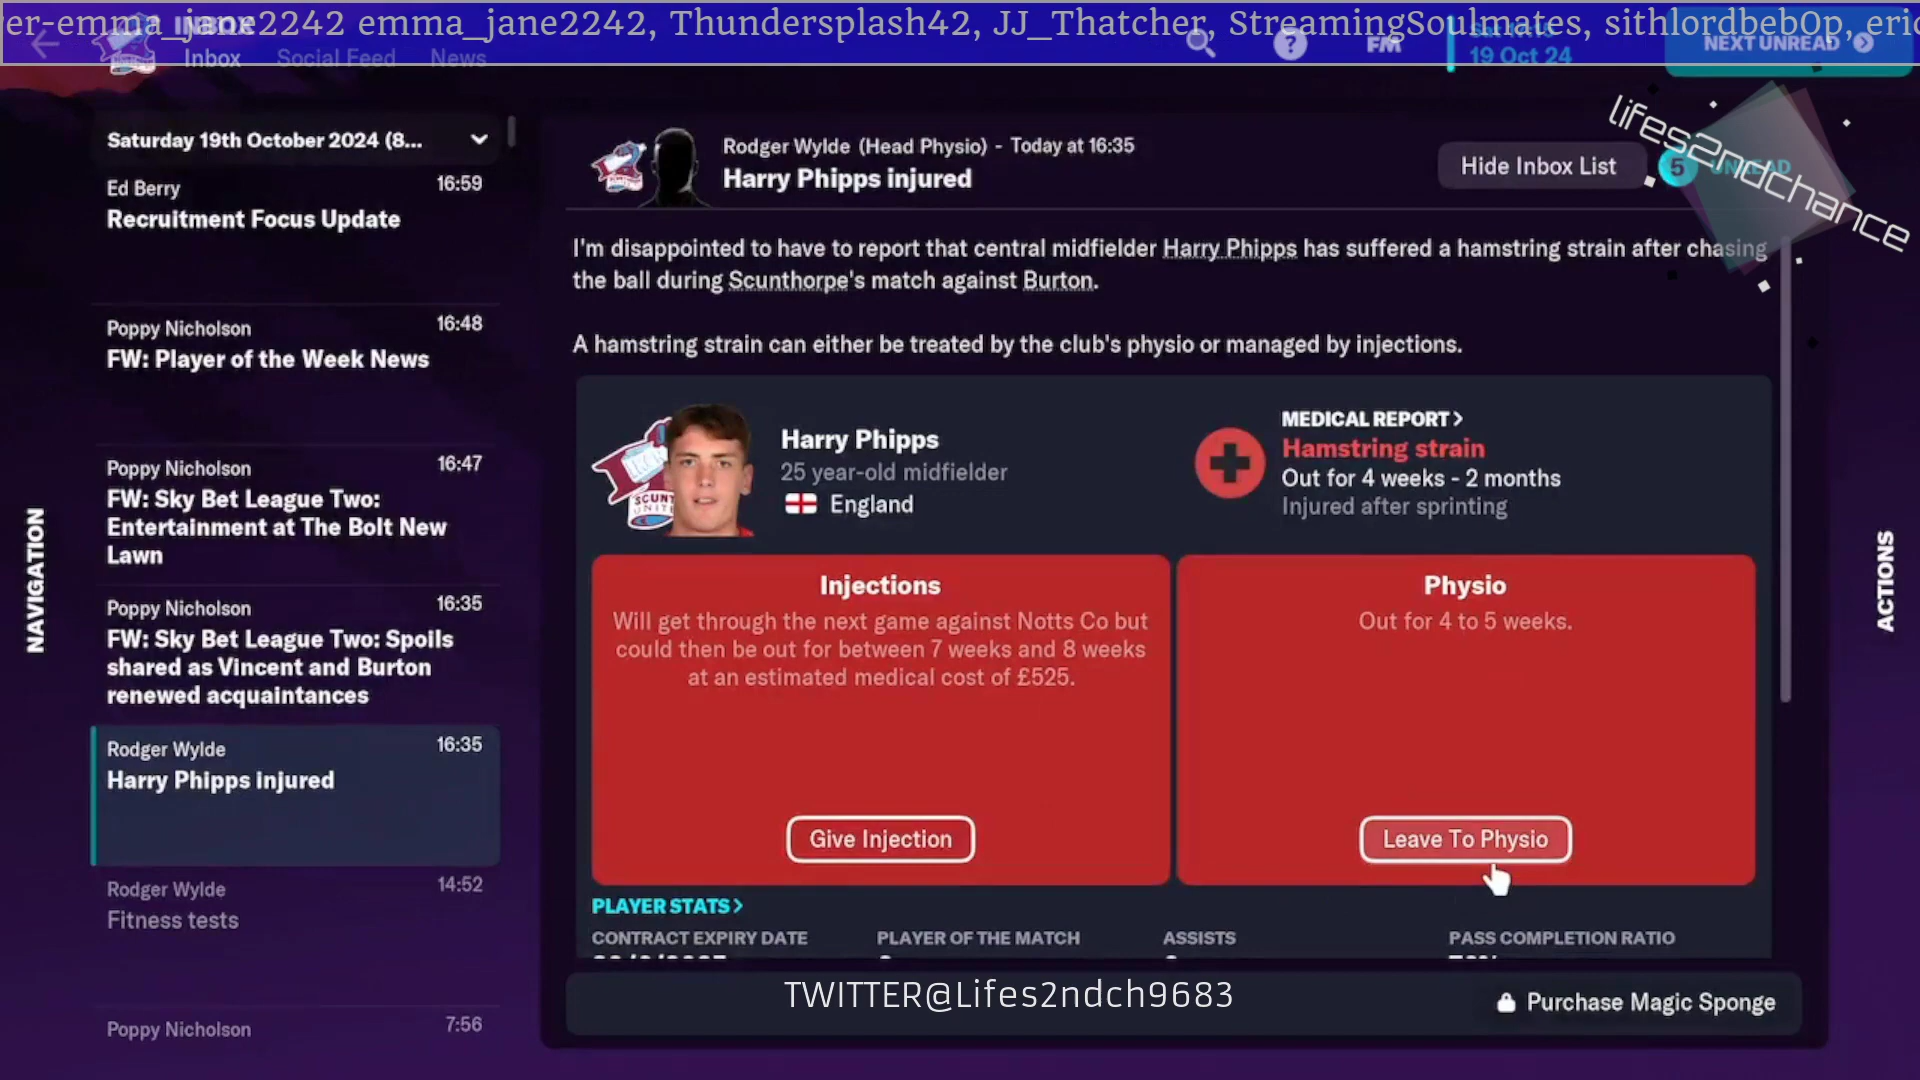 er-emma_jane2242 emma_jane2242, Thundersplash42, JJ_Thatcher, StreamingSoulmates, sithlordbeb0p, eric
INBOX
Inbox Social Feed News
?
FM
19 Oct 24
NEXT UNREAD
lifes2ndchance
NAVIGATION
Saturday 19th October 2024 (8...
Ed Berry 16:59
Recruitment Focus Update
Poppy Nicholson 16:48
FW: Player of the Week News
Poppy Nicholson 16:47
FW: Sky Bet League Two:
Entertainment at The Bolt New
Lawn
Poppy Nicholson 16:35
FW: Sky Bet League Two: Spoils
shared as Vincent and Burton
renewed acquaintances
Rodger Wylde 16:35
Harry Phipps injured
Rodger Wylde 14:52
Fitness tests
Poppy Nicholson 7:56
Rodger Wylde (Head Physio) - Today at 16:35
Harry Phipps injured
Hide Inbox List
5 UNREAD
I'm disappointed to have to report that central midfielder Harry Phipps has suffered a hamstring strain after chasing
the ball during Scunthorpe's match against Burton.
A hamstring strain can either be treated by the club's physio or managed by injections.
Harry Phipps
25 year-old midfielder
England
MEDICAL REPORT >
Hamstring strain
Out for 4 weeks - 2 months
Injured after sprinting
Injections
Will get through the next game against Notts Co but
could then be out for between 7 weeks and 8 weeks
at an estimated medical cost of £525.
Give Injection
Physio
Out for 4 to 5 weeks.
Leave To Physio
PLAYER STATS >
CONTRACT EXPIRY DATE PLAYER OF THE MATCH ASSISTS PASS COMPLETION RATIO
TWITTER@Lifes2ndch9683
Purchase Magic Sponge
ACTIONS